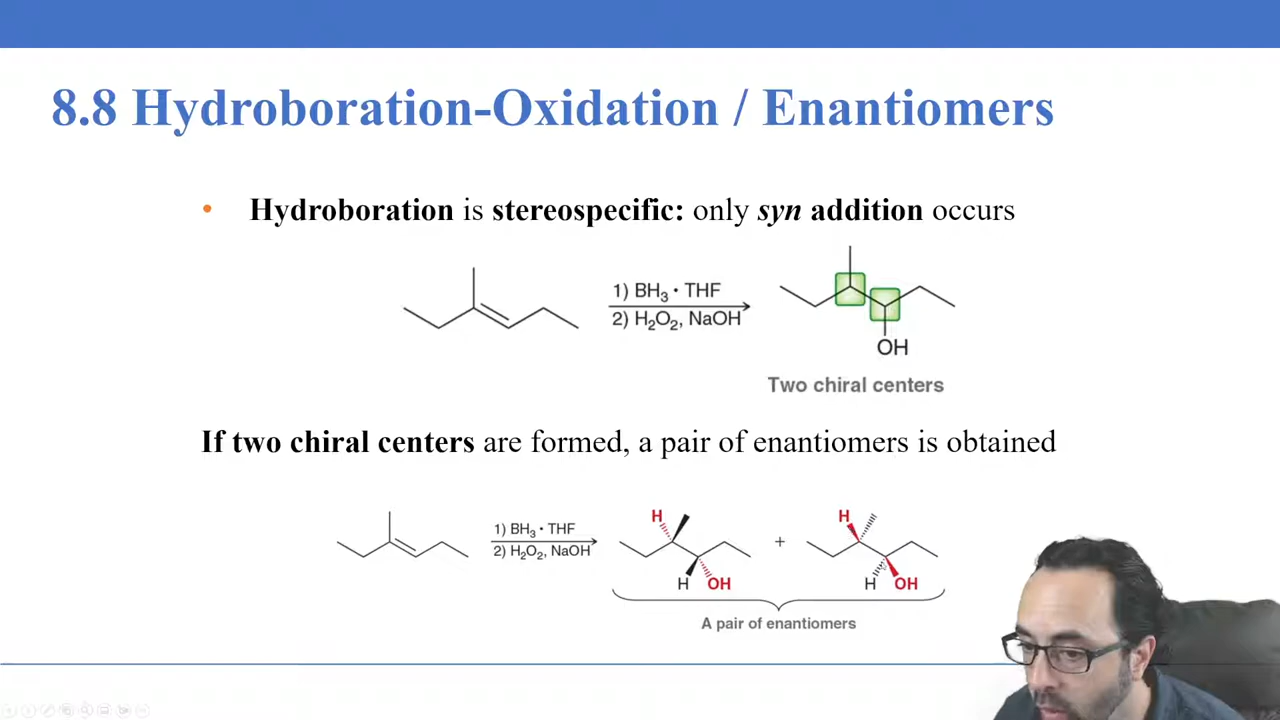 8.8 Hydroboration-Oxidation / Enantiomers
• Hydroboration is stereospecific: only syn addition occurs
1) BH₃ • THF
2) H₂O₂, NaOH
OH
Two chiral centers
If two chiral centers are formed, a pair of enantiomers is obtained
1) BH₃ • THF
2) H₂O₂, NaOH
H
H OH
+
H
H OH
A pair of enantiomers